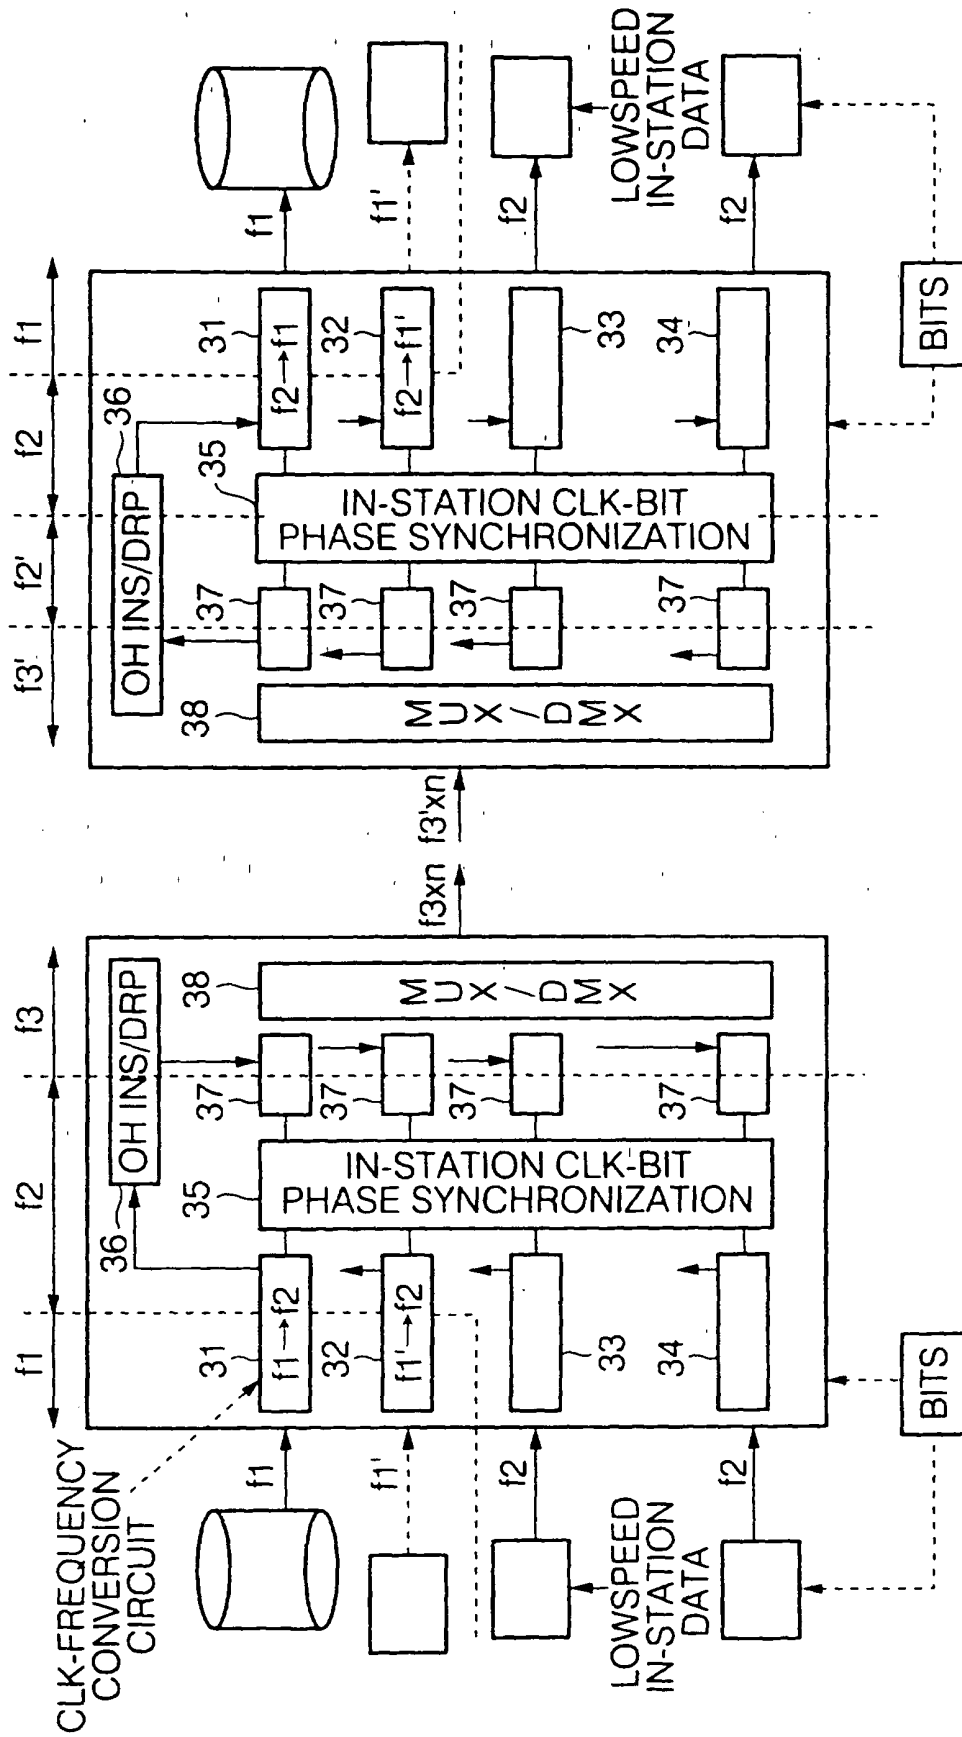 f1 f2 f3 f3' f2' f2 f1
CLK-FREQUENCY
CONVERSION
CIRCUIT
36 OH INS/DRP
31 35 37 38
f1 f1→f2
32 37
f1' f1'→f2
IN-STATION CLK-BIT
PHASE SYNCHRONIZATION
MUX/DMX
37
f2
33
LOWSPEED
IN-STATION
DATA
34 37
f2
BITS
f3xn f3'xn
OH INS/DRP 36
38 37 35 31
f2→f1 f1
37 32
f2→f1' f1'
MUX/DMX
IN-STATION CLK-BIT
PHASE SYNCHRONIZATION
37
f2
33
LOWSPEED
IN-STATION
DATA
37 34
f2
BITS